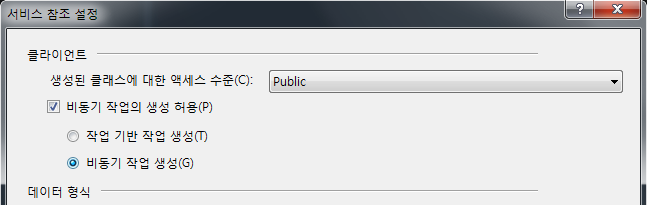 서비스 참조 설정
클라이언트
생성된 클래스에 대한 액세스 수준(C): Public
비동기 작업의 생성 허용(P)
작업 기반 작업 생성(T)
비동기 작업 생성(G)
데이터 형식